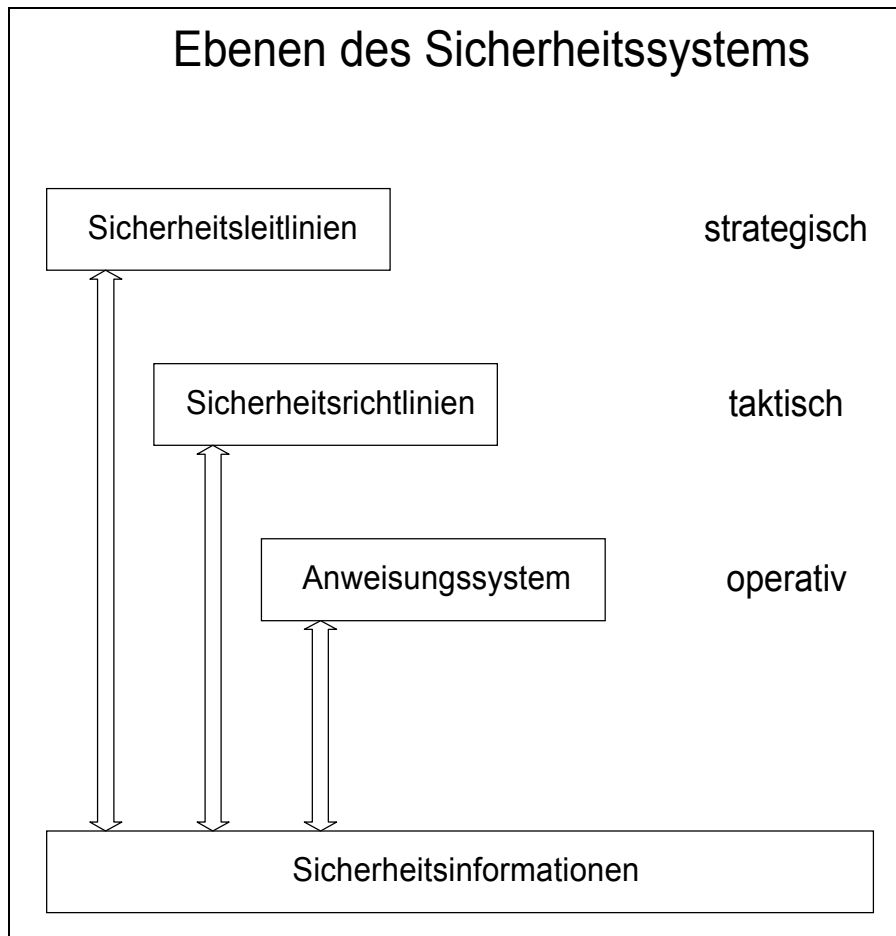 Ebenen des Sicherheitssystems
Sicherheitsleitlinien strategisch
Sicherheitsrichtlinien taktisch
Anweisungssystem operativ
Sicherheitsinformationen